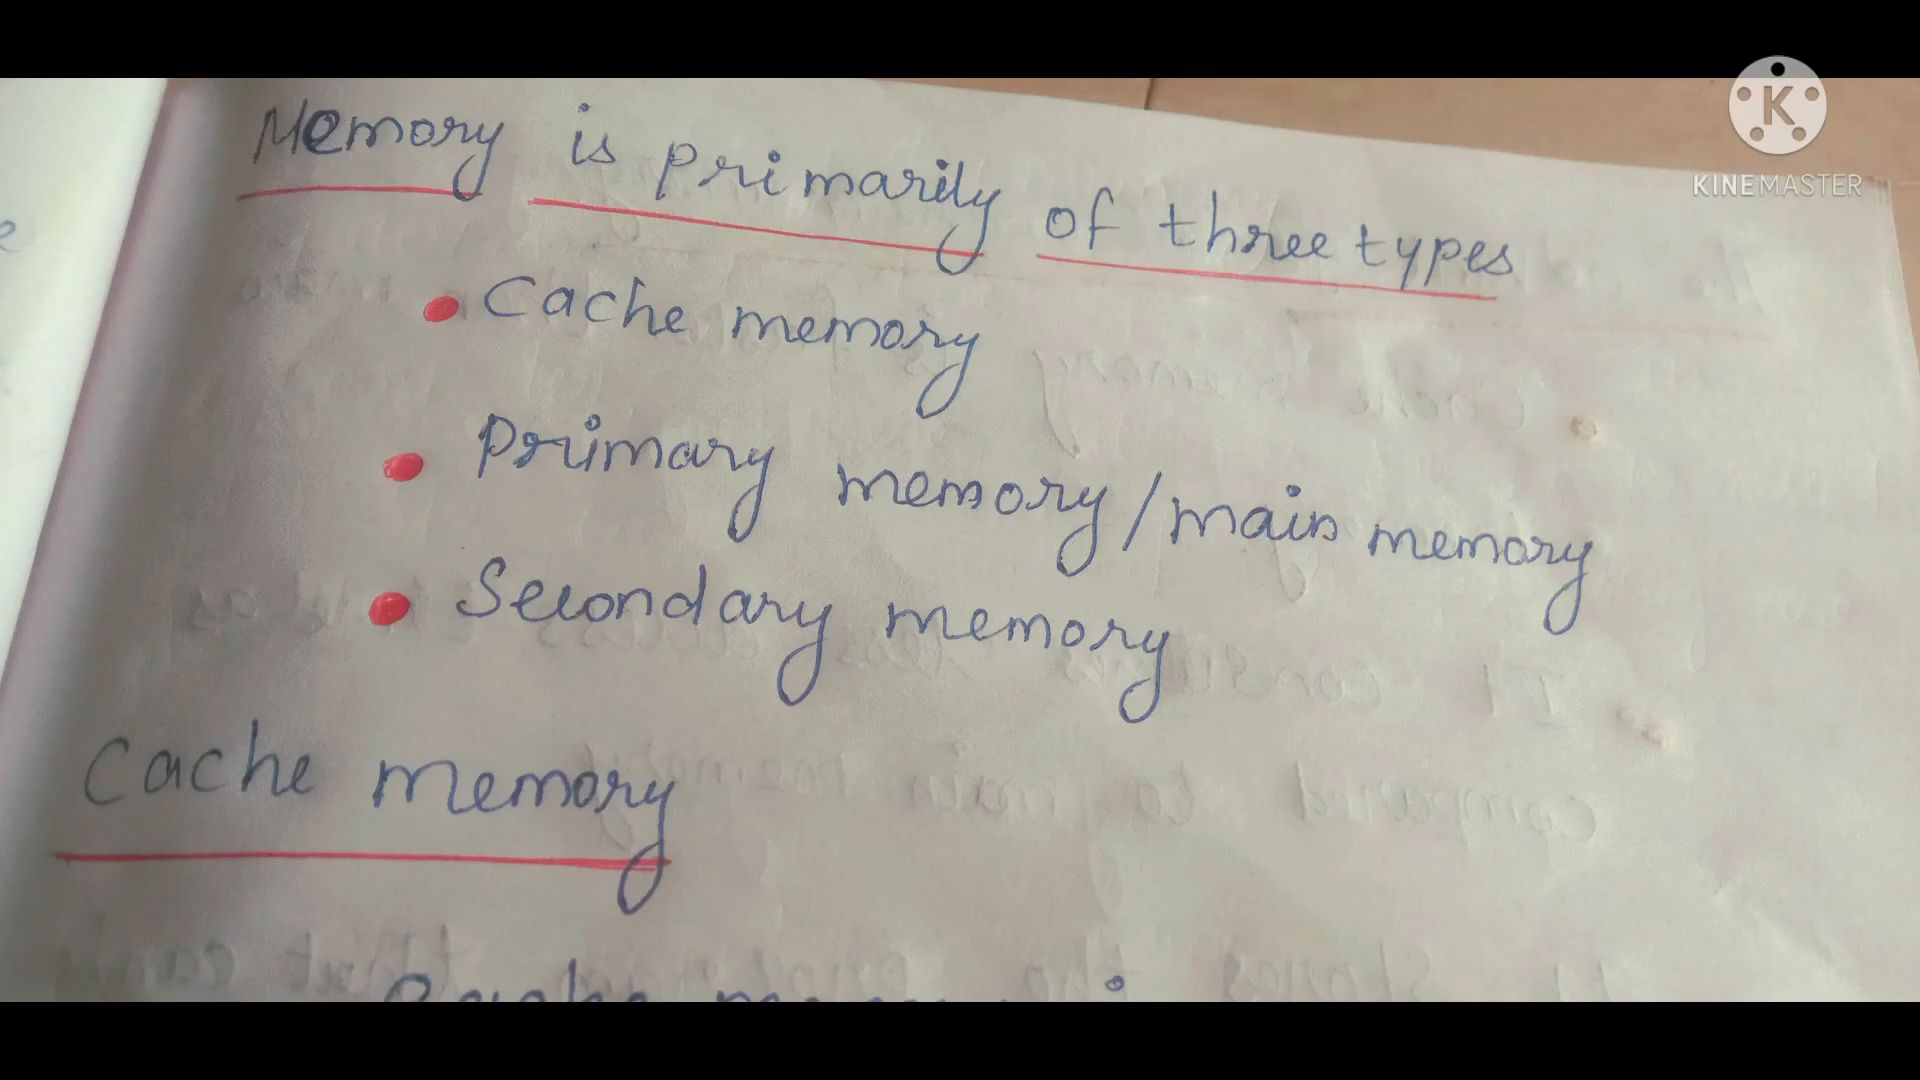 Memory is primarily of three types
• Cache memory
• Primary memory/main memory
• Secondary memory
Cache memory
KINEMASTER